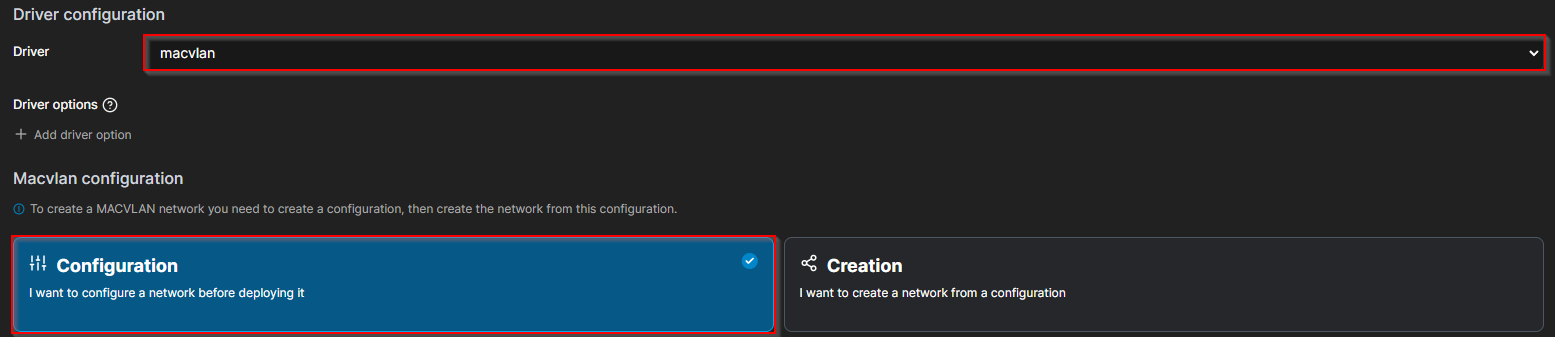 Driver configuration
Driver
macvlan
Driver options
Add driver option
Macvlan configuration
To create a MACVLAN network you need to create a configuration, then create the network from this configuration.
Configuration
I want to configure a network before deploying it
Creation
I want to create a network from a configuration